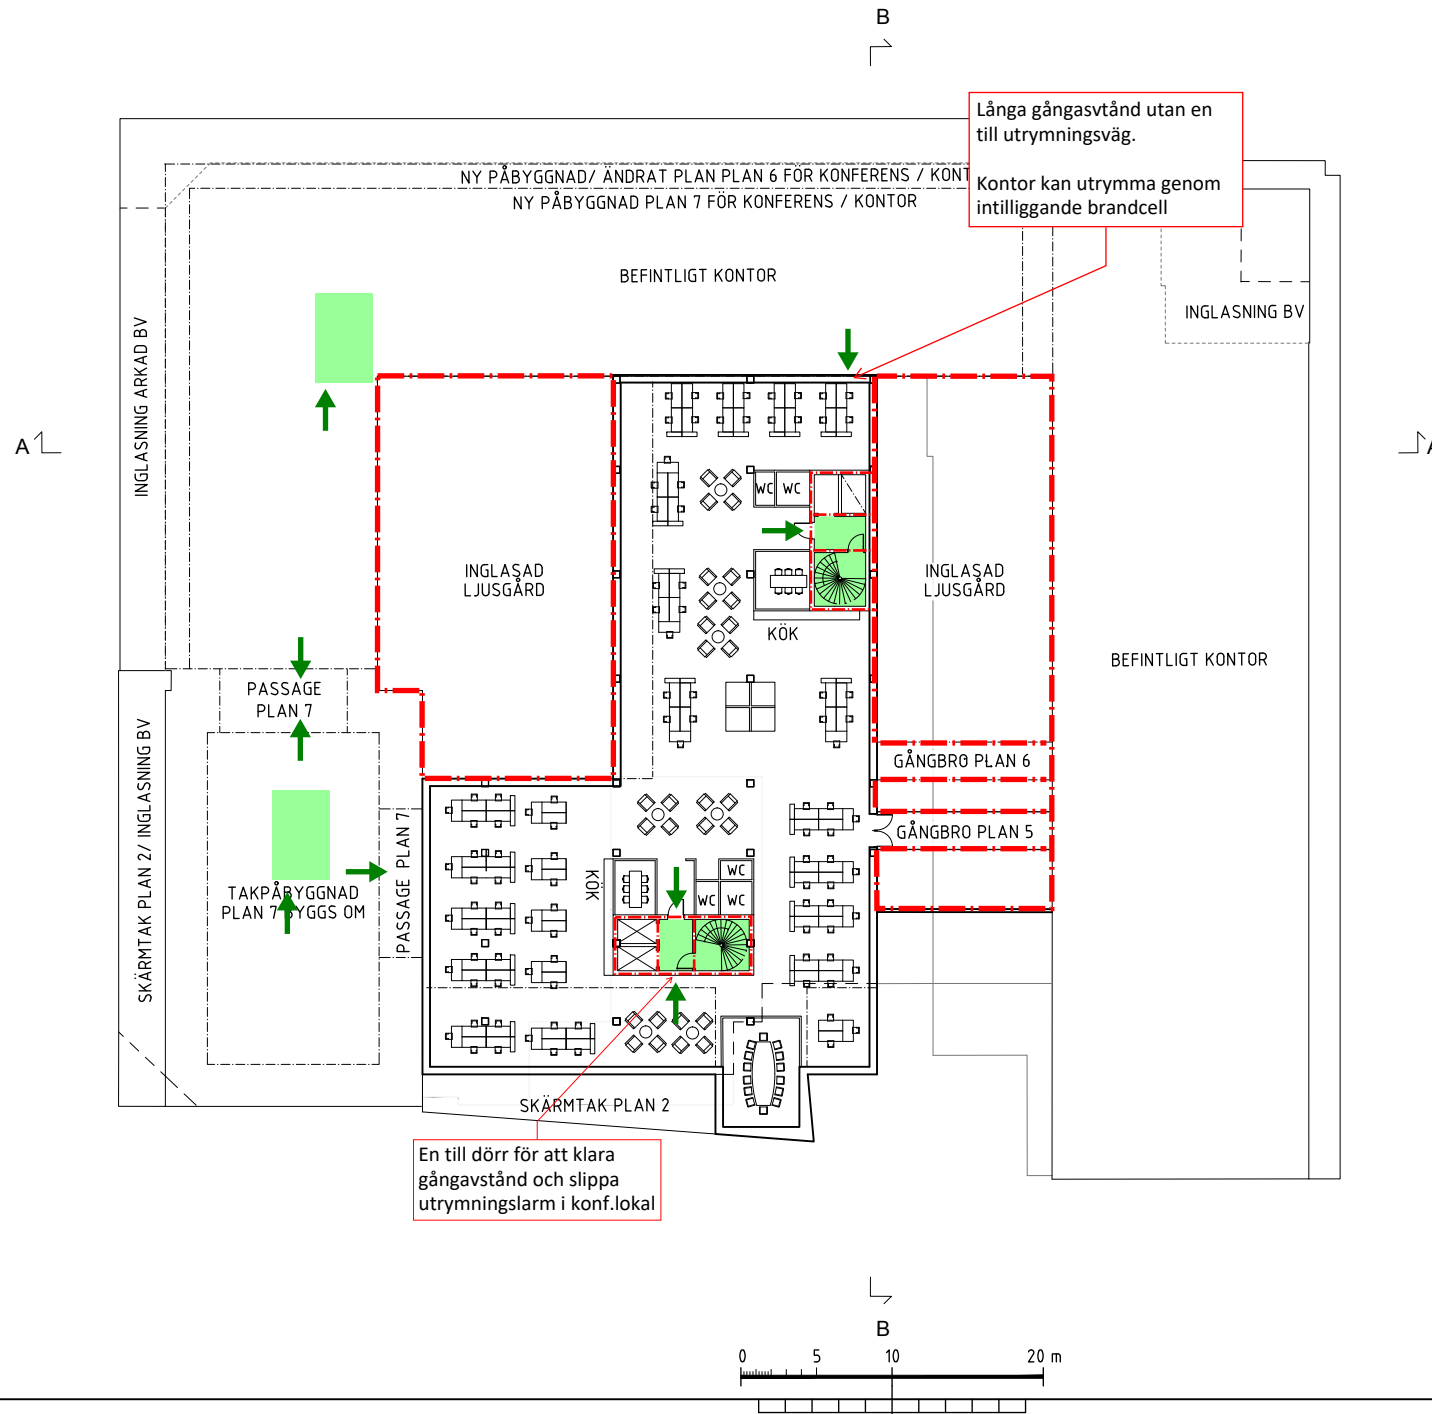 B
Långa gångasvtånd utan en
till utrymningsväg.
Kontor kan utrymma genom
intilliggande brandcell
NY PÅBYGGNAD/ ÄNDRAT PLAN PLAN 6 FÖR KONFERENS / KONT
NY PÅBYGGNAD PLAN 7 FÖR KONFERENS / KONTOR
BEFINTLIGT KONTOR
INGLASNING BV
INGLASNING ARKAD BV
A
A
WC
WC
INGLASAD
LJUSGÅRD
INGLASAD
LJUSGÅRD
KÖK
BEFINTLIGT KONTOR
PASSAGE
PLAN 7
SKÄRMTAK PLAN 2/ INGLASNING BV
GÅNGBRO PLAN 6
GÅNGBRO PLAN 5
PASSAGE PLAN 7
KÖK
WC
WC
WC
TAKPÅBYGGNAD
PLAN 7 BYGGS OM
SKÄRMTAK PLAN 2
En till dörr för att klara
gångavstånd och slippa
utrymningslarm i konf.lokal
B
0 5 10 20 m